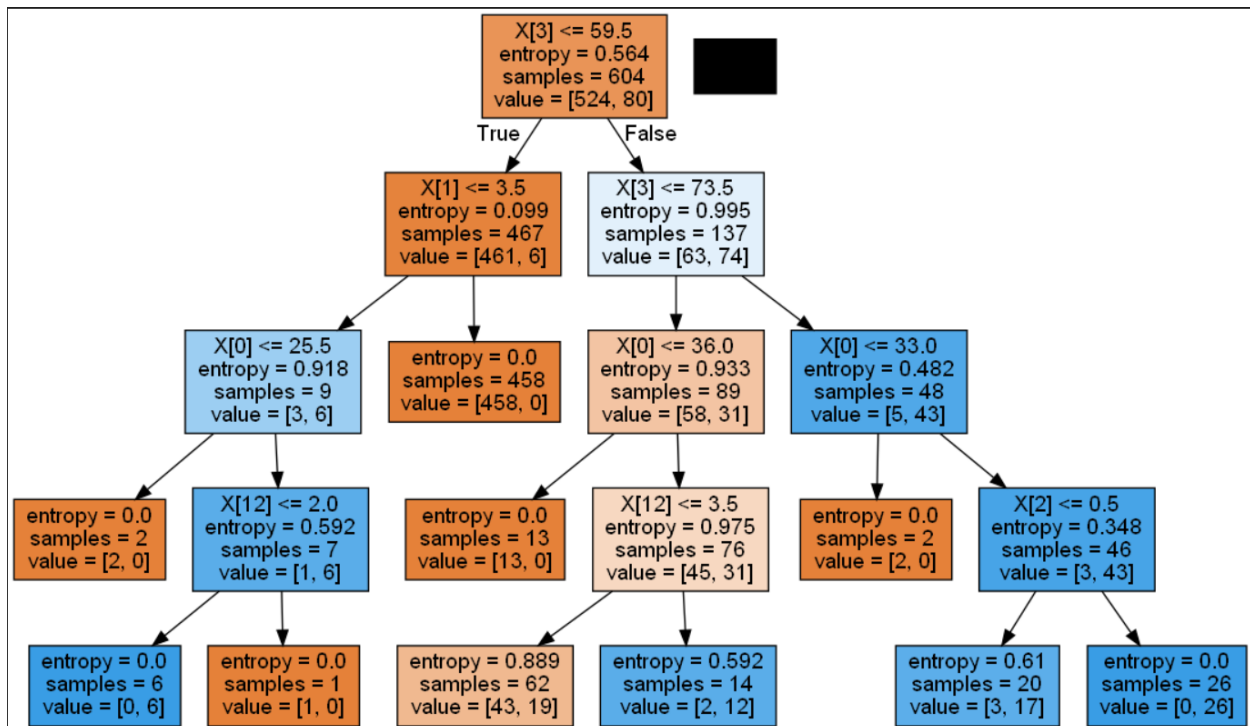 X[3] <= 59.5
entropy = 0.564
samples = 604
value = [524, 80]
True
False
X[1] <= 3.5
entropy = 0.099
samples = 467
value = [461, 6]
X[3] <= 73.5
entropy = 0.995
samples = 137
value = [63, 74]
X[0] <= 25.5
entropy = 0.918
samples = 9
value = [3, 6]
entropy = 0.0
samples = 458
value = [458, 0]
X[0] <= 36.0
entropy = 0.933
samples = 89
value = [58, 31]
X[0] <= 33.0
entropy = 0.482
samples = 48
value = [5, 43]
entropy = 0.0
samples = 2
value = [2, 0]
X[12] <= 2.0
entropy = 0.592
samples = 7
value = [1, 6]
entropy = 0.0
samples = 13
value = [13, 0]
X[12] <= 3.5
entropy = 0.975
samples = 76
value = [45, 31]
entropy = 0.0
samples = 2
value = [2, 0]
X[2] <= 0.5
entropy = 0.348
samples = 46
value = [3, 43]
entropy = 0.0
samples = 6
value = [0, 6]
entropy = 0.0
samples = 1
value = [1, 0]
entropy = 0.889
samples = 62
value = [43, 19]
entropy = 0.592
samples = 14
value = [2, 12]
entropy = 0.61
samples = 20
value = [3, 17]
entropy = 0.0
samples = 26
value = [0, 26]